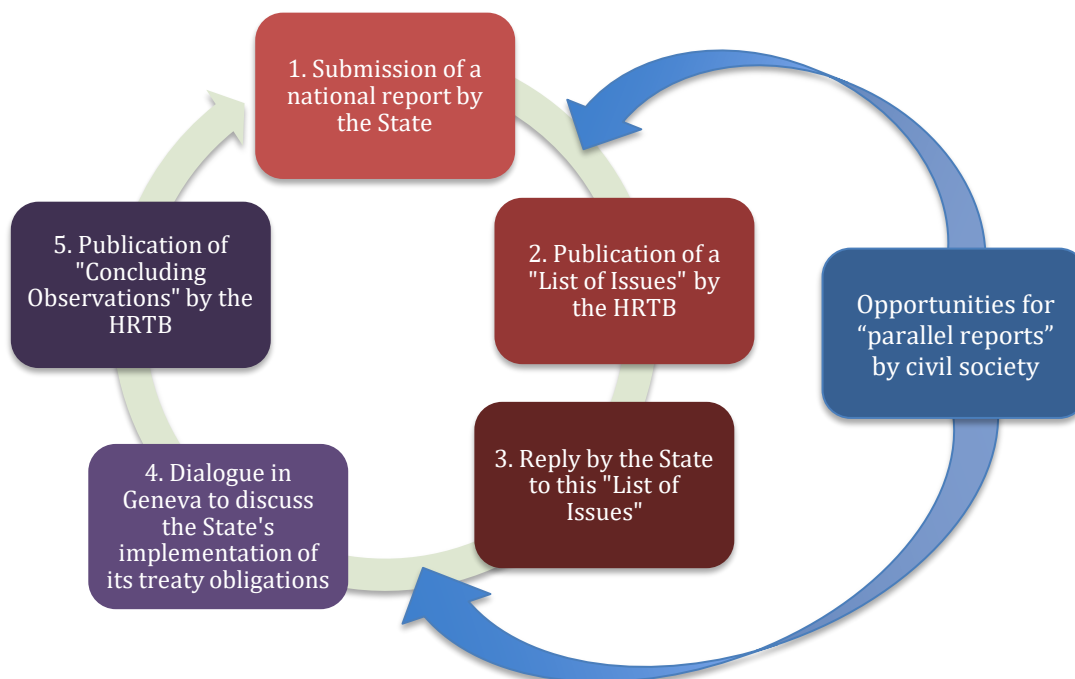 1. Submission of a
national report by
the State
2. Publication of a
"List of Issues" by
the HRTB
3. Reply by the State
to this "List of
Issues"
4. Dialogue in
Geneva to discuss
the State's
implementation of
its treaty obligations
5. Publication of
"Concluding
Observations" by the
HRTB
Opportunities for
“parallel reports”
by civil society